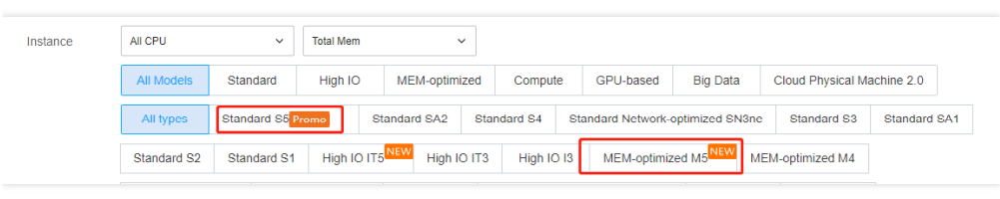 Instance All CPU Total Mem
All Models Standard High IO MEM-optimized Compute GPU-based Big Data Cloud Physical Machine 2.0
All types Standard S5 Promo Standard SA2 Standard S4 Standard Network-optimized SN3ne Standard S3 Standard SA1
Standard S2 Standard S1 High IO IT5 NEW High IO IT3 High IO I3 MEM-optimized M5 NEW MEM-optimized M4